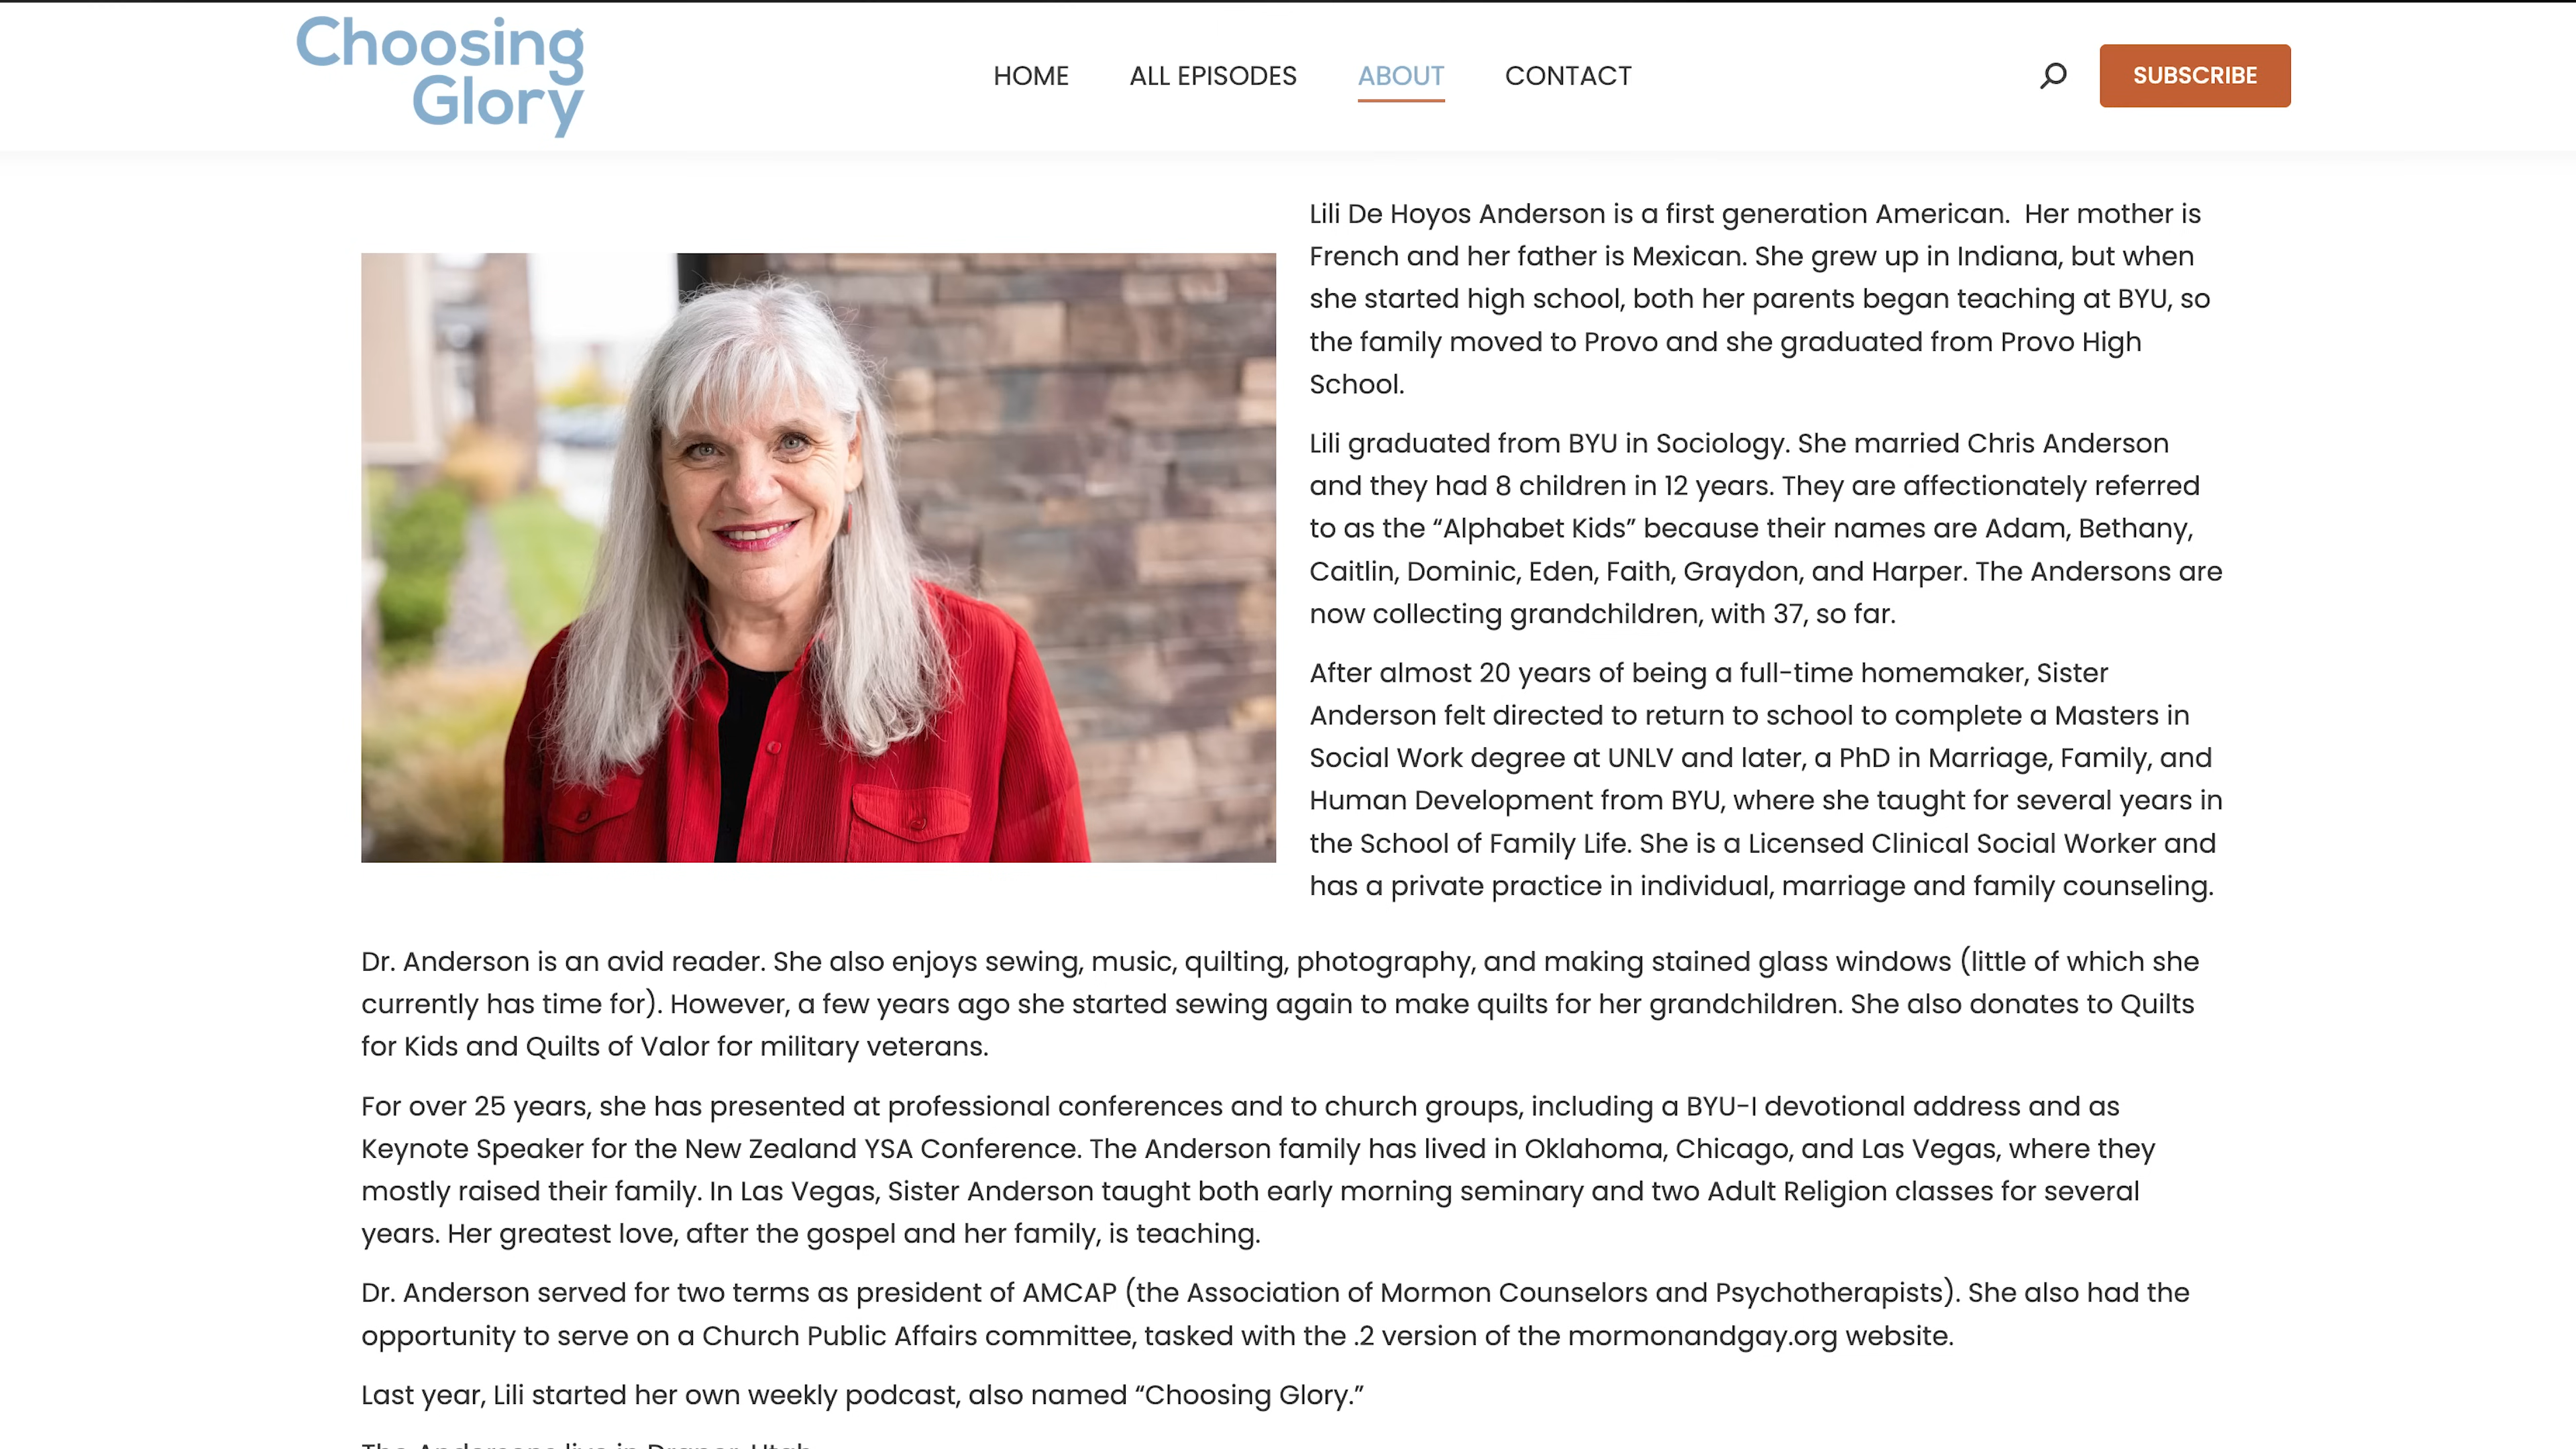 Choosing
Glory
HOME
ALL EPISODES
ABOUT
CONTACT
SUBSCRIBE
Lili De Hoyos Anderson is a first generation American.  Her mother is
French and her father is Mexican. She grew up in Indiana, but when
she started high school, both her parents began teaching at BYU, so
the family moved to Provo and she graduated from Provo High
School.
Lili graduated from BYU in Sociology. She married Chris Anderson
and they had 8 children in 12 years. They are affectionately referred
to as the “Alphabet Kids” because their names are Adam, Bethany,
Caitlin, Dominic, Eden, Faith, Graydon, and Harper. The Andersons are
now collecting grandchildren, with 37, so far.
After almost 20 years of being a full-time homemaker, Sister
Anderson felt directed to return to school to complete a Masters in
Social Work degree at UNLV and later, a PhD in Marriage, Family, and
Human Development from BYU, where she taught for several years in
the School of Family Life. She is a Licensed Clinical Social Worker and
has a private practice in individual, marriage and family counseling.
Dr. Anderson is an avid reader. She also enjoys sewing, music, quilting, photography, and making stained glass windows (little of which she
currently has time for). However, a few years ago she started sewing again to make quilts for her grandchildren. She also donates to Quilts
for Kids and Quilts of Valor for military veterans.
For over 25 years, she has presented at professional conferences and to church groups, including a BYU-I devotional address and as
Keynote Speaker for the New Zealand YSA Conference. The Anderson family has lived in Oklahoma, Chicago, and Las Vegas, where they
mostly raised their family. In Las Vegas, Sister Anderson taught both early morning seminary and two Adult Religion classes for several
years. Her greatest love, after the gospel and her family, is teaching.
Dr. Anderson served for two terms as president of AMCAP (the Association of Mormon Counselors and Psychotherapists). She also had the
opportunity to serve on a Church Public Affairs committee, tasked with the .2 version of the mormonandgay.org website.
Last year, Lili started her own weekly podcast, also named “Choosing Glory.”
The Andersons live in Draper, Utah